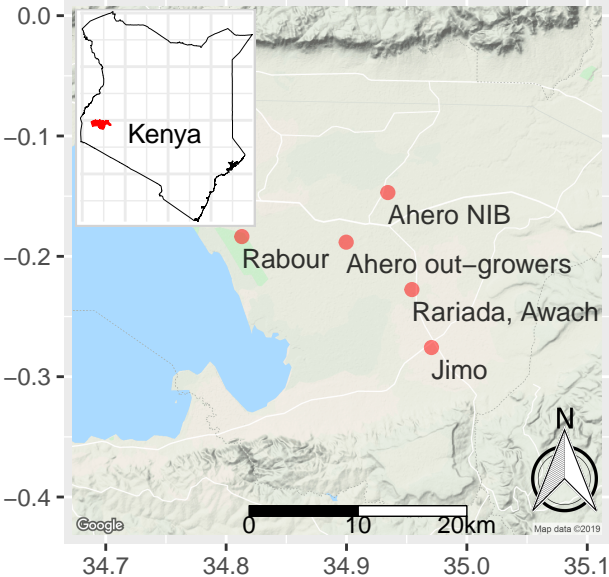 0.0
−0.1
−0.2
−0.3
−0.4
Kenya
Ahero NIB
Rabour
Ahero out−growers
Rariada, Awach
Jimo
N
0 10 20km
Google
Map data ©2019
34.7 34.8 34.9 35.0 35.1